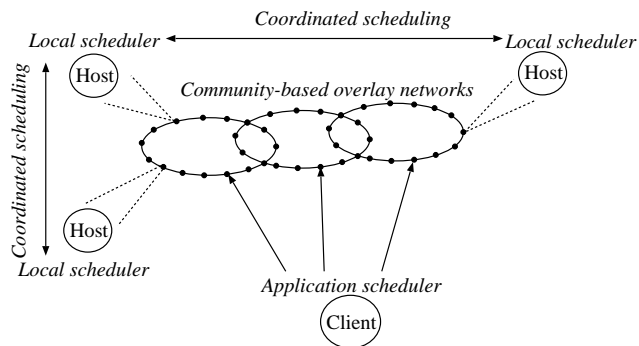 Coordinated scheduling
Local scheduler
Local scheduler
Host
Host
Community-based overlay networks
Coordinated scheduling
Host
Local scheduler
Application scheduler
Client